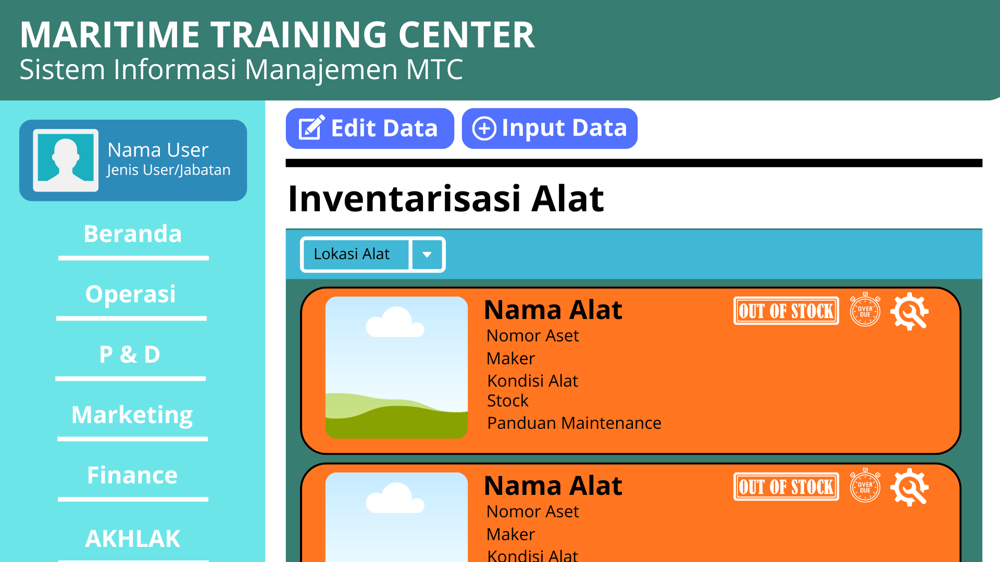 MARITIME TRAINING CENTER
Sistem Informasi Manajemen MTC
Nama User
Jenis User/Jabatan
Beranda
Operasi
P & D
Marketing
Finance
AKHLAK
Edit Data
Input Data
Inventarisasi Alat
Lokasi Alat
Nama Alat
OUT OF STOCK
OVER
DUE
Nomor Aset
Maker
Kondisi Alat
Stock
Panduan Maintenance
Nama Alat
OUT OF STOCK
OVER
DUE
Nomor Aset
Maker
Kondisi Alat